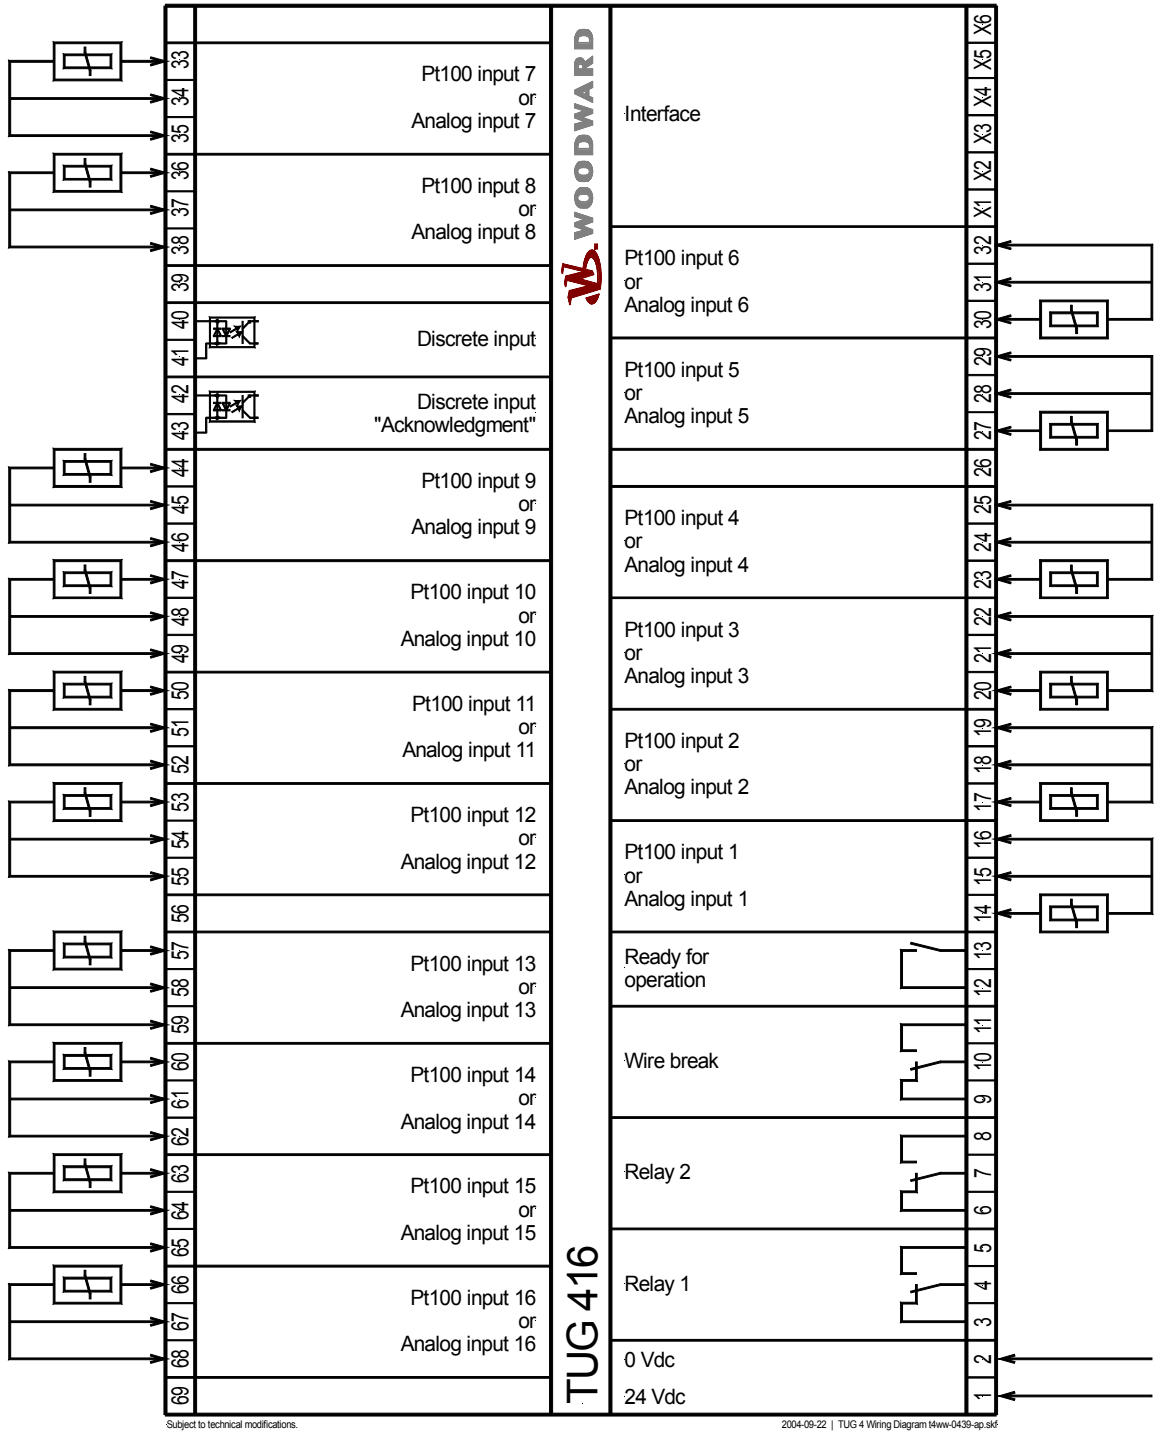 33
34
35
Pt100 input 7
or
Analog input 7
36
37
38
Pt100 input 8
or
Analog input 8
39
40
41
Discrete input
42
43
Discrete input
"Acknowledgment"
44
45
46
Pt100 input 9
or
Analog input 9
47
48
49
Pt100 input 10
or
Analog input 10
50
51
52
Pt100 input 11
or
Analog input 11
53
54
55
Pt100 input 12
or
Analog input 12
56
57
58
59
Pt100 input 13
or
Analog input 13
60
61
62
Pt100 input 14
or
Analog input 14
63
64
65
Pt100 input 15
or
Analog input 15
66
67
68
Pt100 input 16
or
Analog input 16
69
WOODWARD
TUG 416
Interface
X6
X5
X4
X3
X2
X1
Pt100 input 6
or
Analog input 6
32
31
30
Pt100 input 5
or
Analog input 5
29
28
27
26
Pt100 input 4
or
Analog input 4
25
24
23
Pt100 input 3
or
Analog input 3
22
21
20
Pt100 input 2
or
Analog input 2
19
18
17
Pt100 input 1
or
Analog input 1
16
15
14
Ready for
operation
13
12
Wire break
11
10
9
Relay 2
8
7
6
Relay 1
5
4
3
0 Vdc
2
24 Vdc
1
Subject to technical modifications.
2004-09-22 | TUG 4 Wiring Diagram t4ww-0439-ap.skf